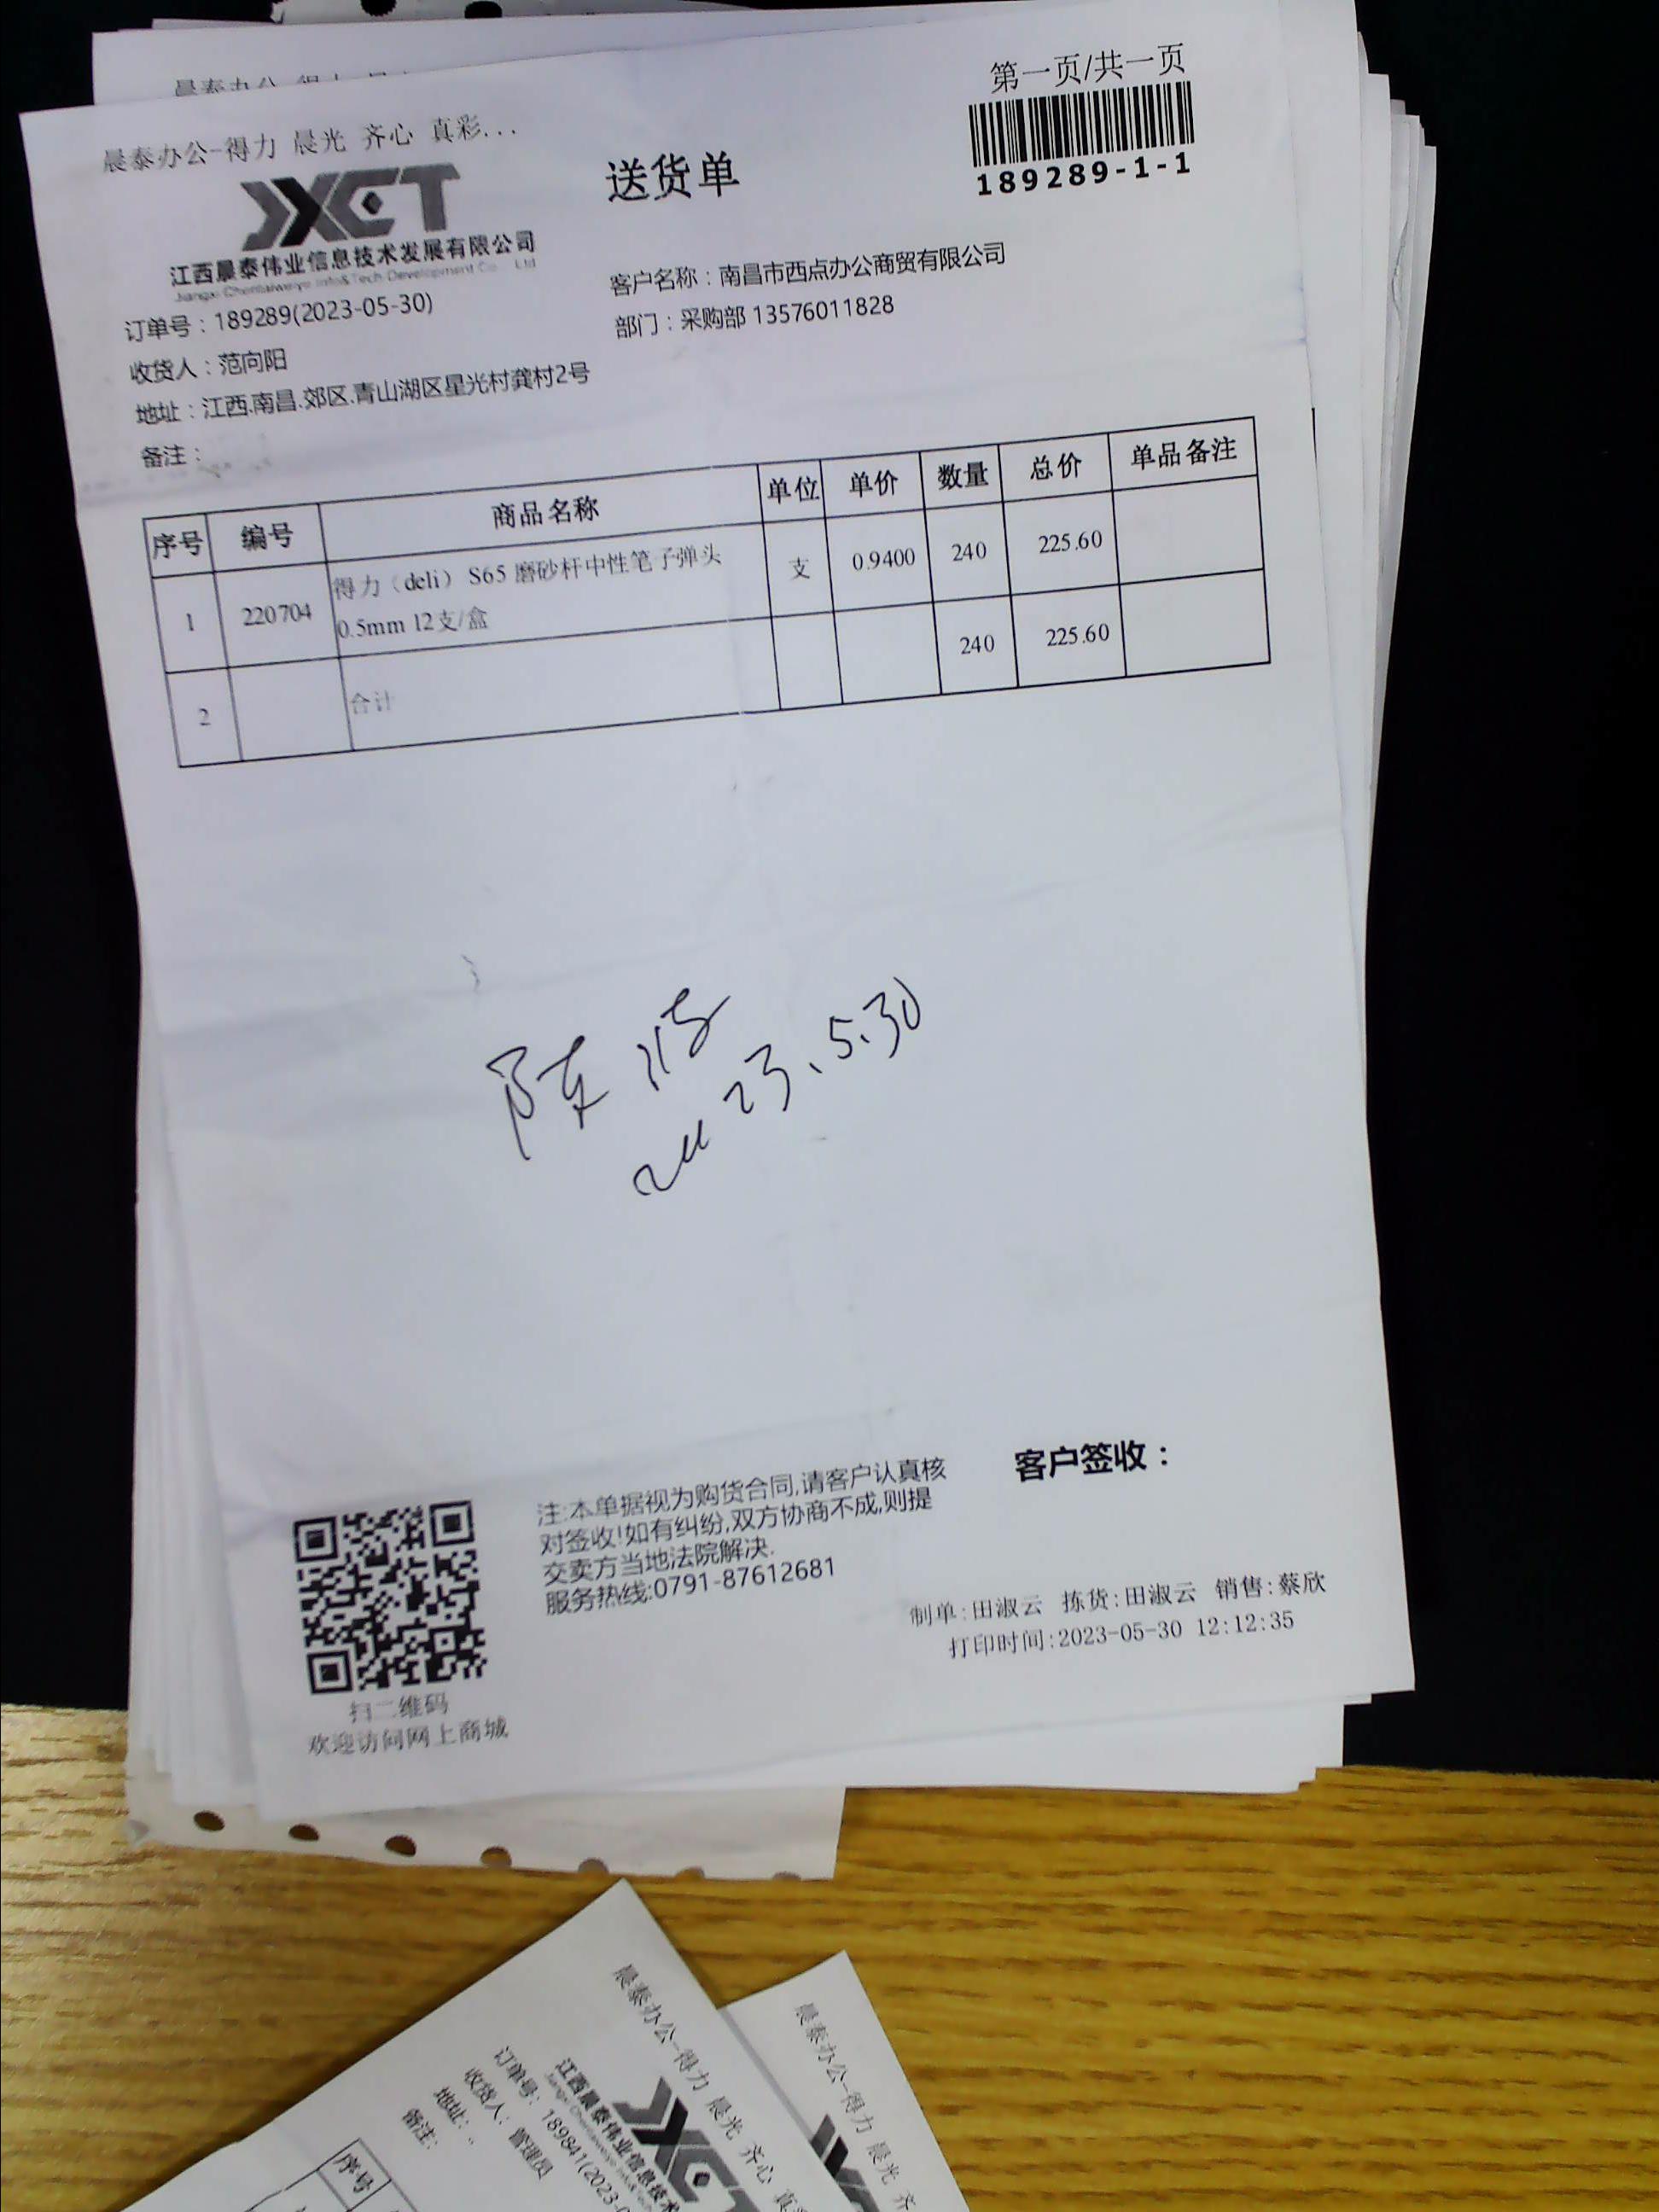 第一页/共一页
晨泰办公-得力 晨光 齐心 真彩...
JXCT
送货单
189289-1-1
江西晨泰伟业信息技术发展有限公司
Jiangxi Chentaiweiye Info&Tech Development Co. Ltd
订单号：189289(2023-05-30)
客户名称：南昌市西点办公商贸有限公司
收货人：范向阳
部门：采购部 13576011828
地址：江西.南昌.郊区.青山湖区星光村龚村2号
备注：
序号 编号 商品名称 单位 单价 数量 总价 单品备注
1 220704 得力（deli） S65 磨砂杆中性笔子弹头 支 0.9400 240 225.60
0.5mm 12支/盒
2 合计 240 225.60
陈
2023.5.30
注:本单据视为购货合同,请客户认真核
对签收!如有纠纷,双方协商不成,则提
交卖方当地法院解决.
服务热线:0791-87612681
客户签收：
扫二维码
欢迎访问网上商城
制单:田淑云 拣货:田淑云 销售:蔡欣
打印时间:2023-05-30 12:12:35
晨泰办公-得力 晨光 齐心
江西晨泰伟业信息技术
订单号：189841(2023-
收货人：管理员
地址：..
备注：
序号
晨泰办公-得力 晨光 齐